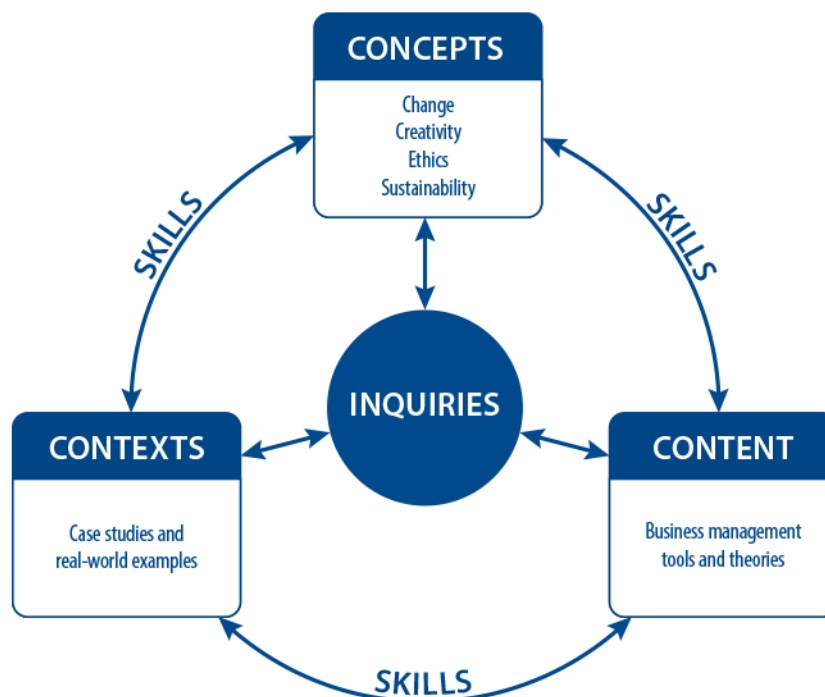 CONCEPTS
Change
Creativity
Ethics
Sustainability
SKILLS
SKILLS
INQUIRIES
CONTEXTS
Case studies and
real-world examples
CONTENT
Business management
tools and theories
SKILLS